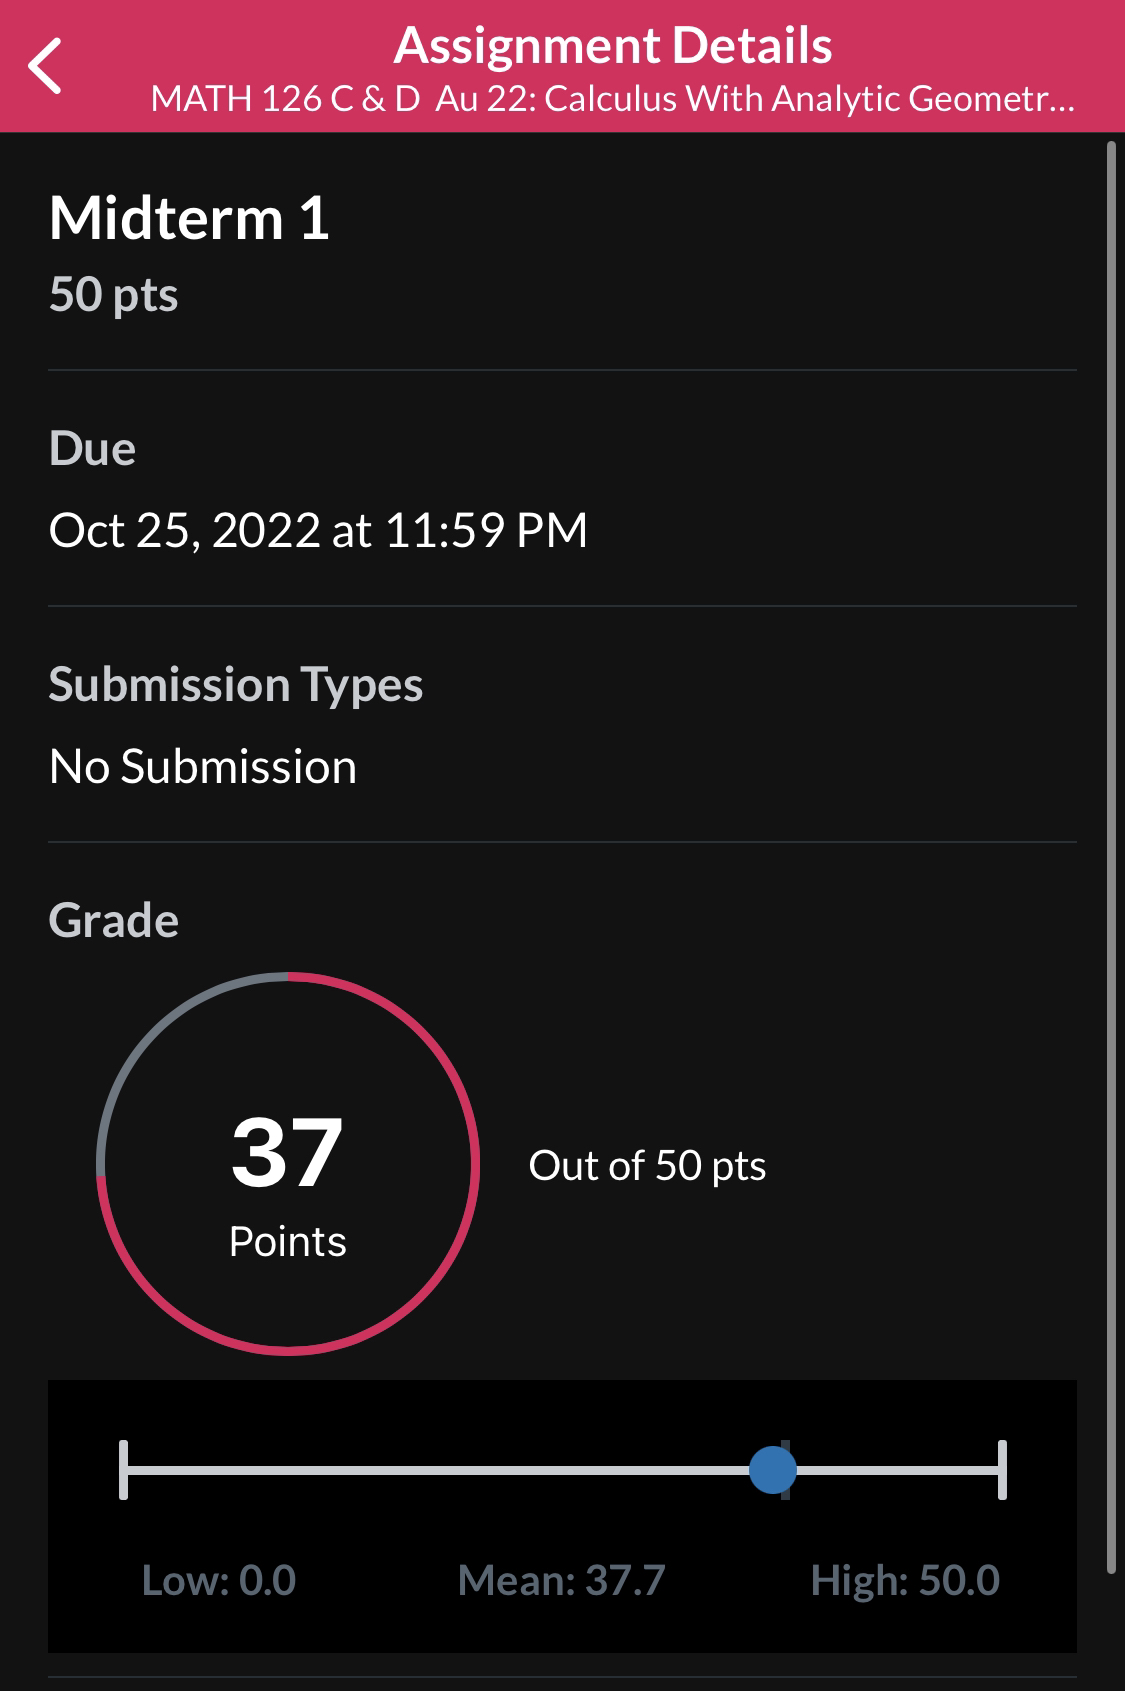 Assignment Details
MATH 126 C & D  Au 22: Calculus With Analytic Geometr...
Midterm 1
50 pts
Due
Oct 25, 2022 at 11:59 PM
Submission Types
No Submission
Grade
37
Points
Out of 50 pts
Low: 0.0 Mean: 37.7 High: 50.0